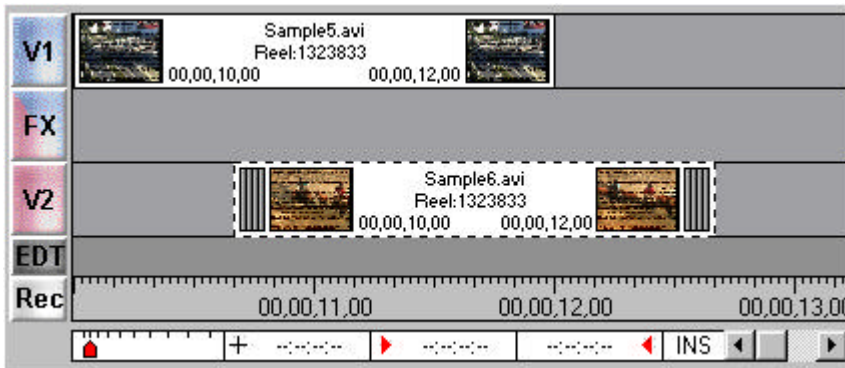 V1
Sample5.avi
Reel:1323833
00,00,10,00 00,00,12,00
FX
V2
Sample6.avi
Reel:1323833
00,00,10,00 00,00,12,00
EDT
Rec
00,00,11,00 00,00,12,00 00,00,13,00
--:--:--:-- --:--:--:-- --:--:--:-- INS